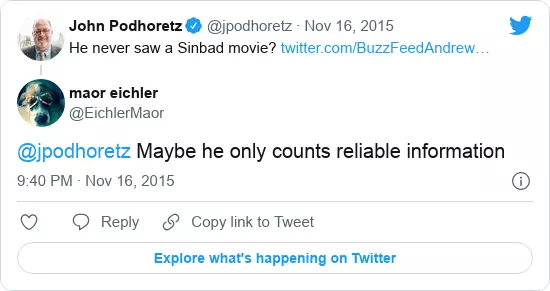 John Podhoretz @jpodhoretz · Nov 16, 2015
He never saw a Sinbad movie? twitter.com/BuzzFeedAndrew…
maor eichler
@EichlerMaor
@jpodhoretz Maybe he only counts reliable information
9:40 PM · Nov 16, 2015
Reply Copy link to Tweet
Explore what's happening on Twitter